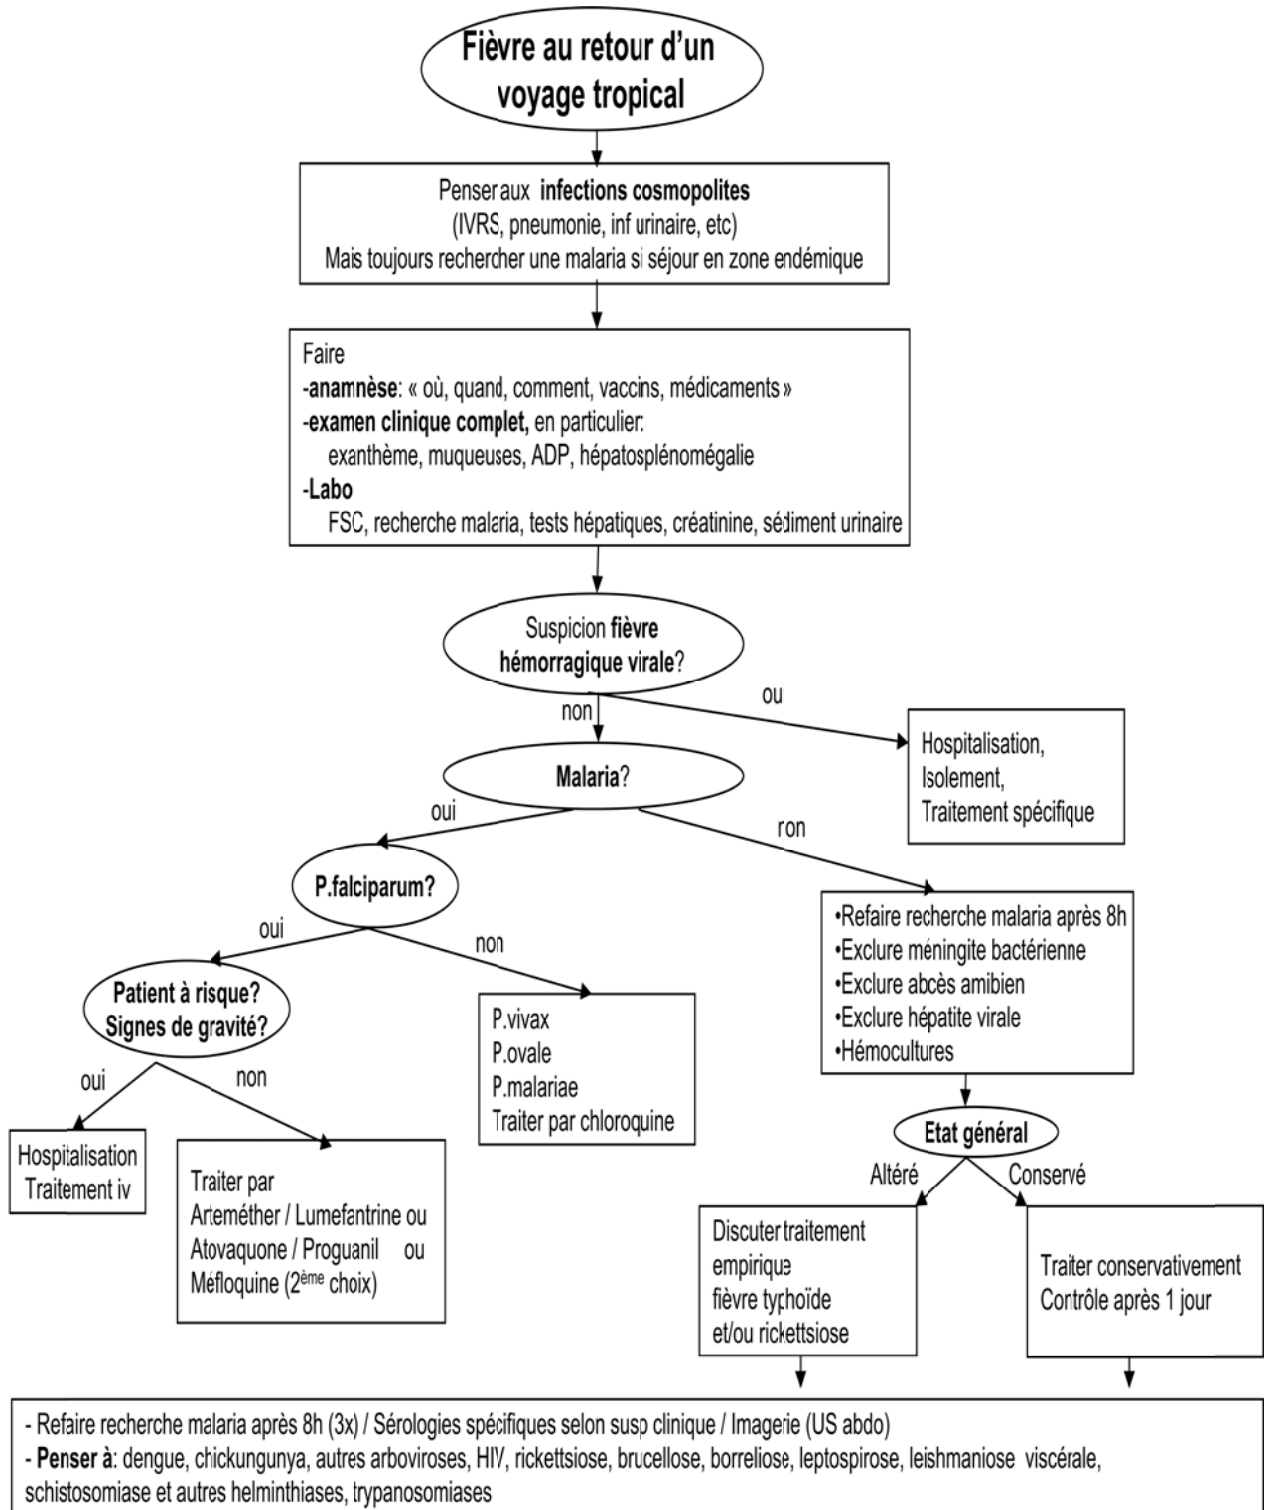 Fièvre au retour d'un
voyage tropical
Penser aux infections cosmopolites
(IVRS, pneumonie, inf urinaire, etc)
Mais toujours rechercher une malaria si séjour en zone endémique
Faire
-anamnèse: « où, quand, comment, vaccins, médicaments »
-examen clinique complet, en particulier:
exanthème, muqueuses, ADP, hépatosplénomégalie
-Labo
FSC, recherche malaria, tests hépatiques, créatinine, sédiment urinaire
Suspicion fièvre
hémorragique virale?
non
ou
Hospitalisation,
Isolement,
Traitement spécifique
Malaria?
oui
ron
P.falciparum?
oui
non
•Refaire recherche malaria après 8h
•Exclure méningite bactérienne
•Exclure abcès amibien
•Exclure hépatite virale
•Hémocultures
Patient à risque?
Signes de gravité?
oui
non
P.vivax
P.ovale
P.malariae
Traiter par chloroquine
Hospitalisation
Traitement iv
Traiter par
Arteméther / Lumefantrine ou
Atovaquone / Proguanil ou
Méfloquine (2ème choix)
Etat général
Altéré
Conservé
Discuter traitement
empirique
fièvre typhoïde
et/ou rickettsiose
Traiter conservativement
Contrôle après 1 jour
- Refaire recherche malaria après 8h (3x) / Sérologies spécifiques selon susp clinique / Imagerie (US abdo)
- Penser à: dengue, chickungunya, autres arboviroses, HIV, rickettsiose, brucellose, borreliose, leptospirose, leishmaniose viscérale,
schistosomiase et autres helminthiases, trypanosomiases